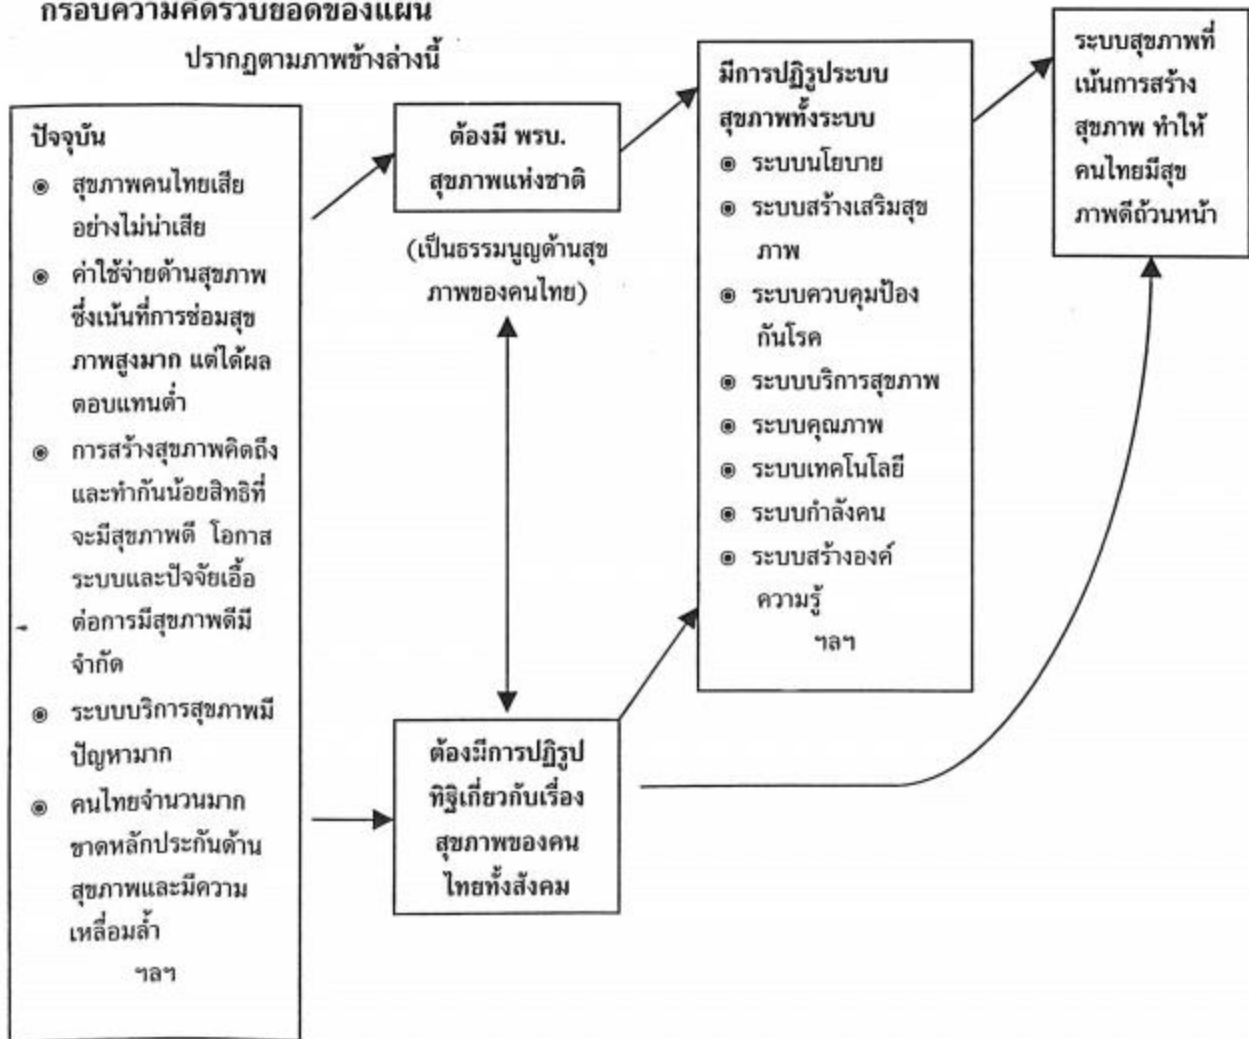 กรอบความคิดรวบยอดของแผน
ปรากฏตามภาพข้างล่างนี้
ปัจจุบัน
สุขภาพคนไทยเสีย
อย่างไม่น่าเสีย
ค่าใช้จ่ายด้านสุขภาพ
ซึ่งเน้นที่การซ่อมสุข
ภาพสูงมาก แต่ได้ผล
ตอบแทนต่ำ
การสร้างสุขภาพคิดถึง
และทำกันน้อยสิทธิที่
จะมีสุขภาพดี โอกาส
ระบบและปัจจัยเอื้อ
ต่อการมีสุขภาพดีมี
จำกัด
ระบบบริการสุขภาพมี
ปัญหามาก
คนไทยจำนวนมาก
ขาดหลักประกันด้าน
สุขภาพและมีความ
เหลื่อมล้ำ
ฯลฯ
ต้องมี พรบ.
สุขภาพแห่งชาติ
(เป็นธรรมนูญด้านสุข
ภาพของคนไทย)
ต้องมีการปฏิรูป
ทิฐิเกี่ยวกับเรื่อง
สุขภาพของคน
ไทยทั้งสังคม
มีการปฏิรูประบบ
สุขภาพทั้งระบบ
ระบบนโยบาย
ระบบสร้างเสริมสุข
ภาพ
ระบบควบคุมป้อง
กันโรค
ระบบบริการสุขภาพ
ระบบคุณภาพ
ระบบเทคโนโลยี
ระบบกำลังคน
ระบบสร้างองค์
ความรู้
ฯลฯ
ระบบสุขภาพที่
เน้นการสร้าง
สุขภาพ ทำให้
คนไทยมีสุข
ภาพดีถ้วนหน้า